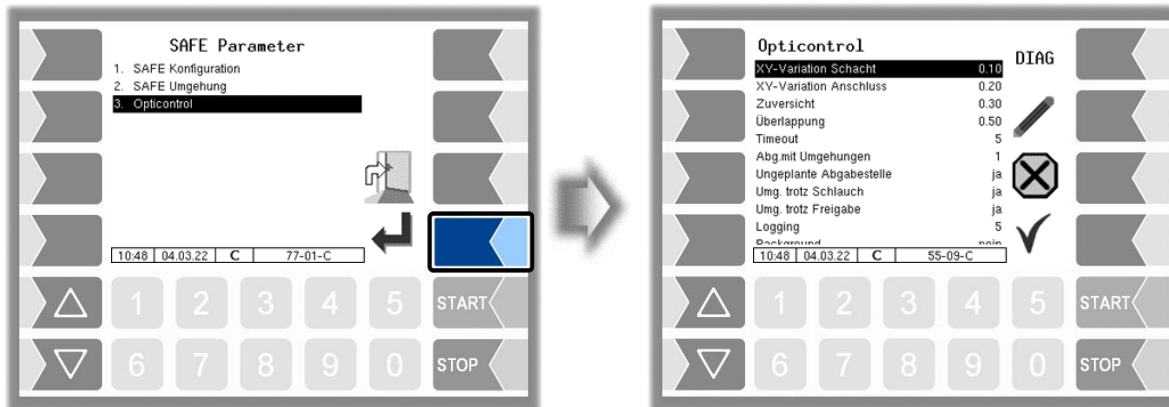 SAFE Parameter
1. SAFE Konfiguration
2. SAFE Umgehung
3. Opticontrol
10:48 04.03.22 C 77-01-C
1 2 3 4 5 START
6 7 8 9 0 STOP
Opticontrol
DIAG
XY-Variation Schacht 0.10
XY-Variation Anschluss 0.20
Zuversicht 0.30
Überlappung 0.50
Timeout 5
Abg.mit Umgehungen 1
Ungeplante Abgabestelle ja
Umg. trotz Schlauch ja
Umg. trotz Freigabe ja
Logging 5
Background nein
10:48 04.03.22 C 55-09-C
1 2 3 4 5 START
6 7 8 9 0 STOP